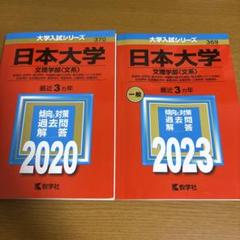 大学入試シリーズ
370
日本大学
文理学部〈文系〉
最近3カ年
傾向と対策
過去問
解答
2020
教学社
大学入試シリーズ
369
日本大学
文理学部〈文系〉
一般
最近3カ年
傾向と対策
過去問
解答
2023
教学社